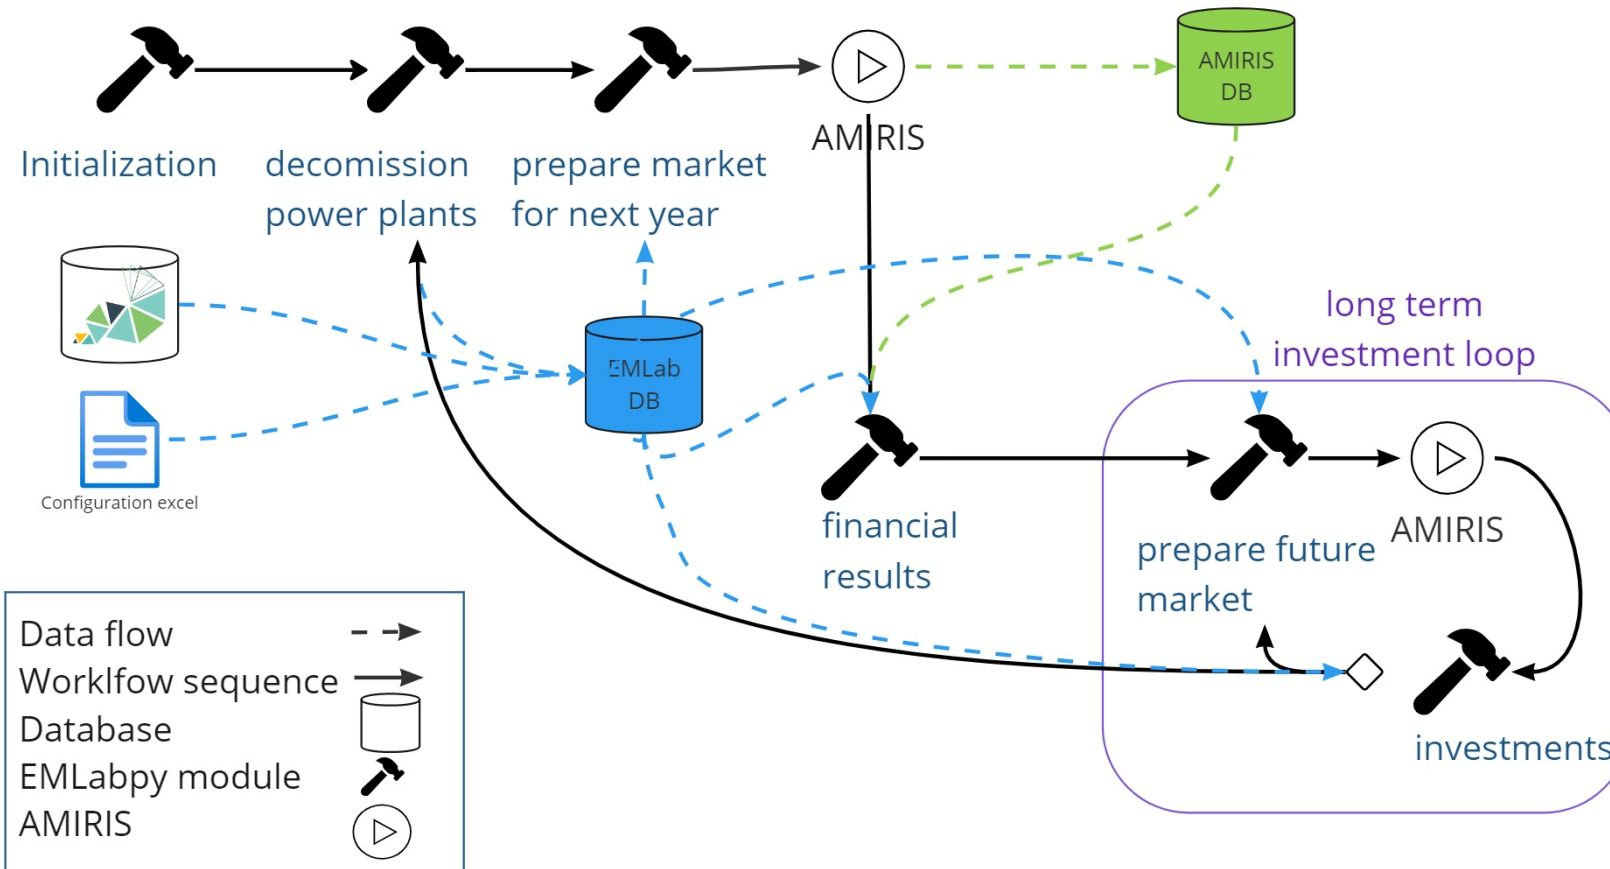 AMIRIS
DB
AMIRIS
Initialization
decomission
power plants
prepare market
for next year
long term
investment loop
EMLab
DB
Configuration excel
financial
results
prepare future
market
AMIRIS
investments
Data flow
Worklfow sequence
Database
EMLabpy module
AMIRIS